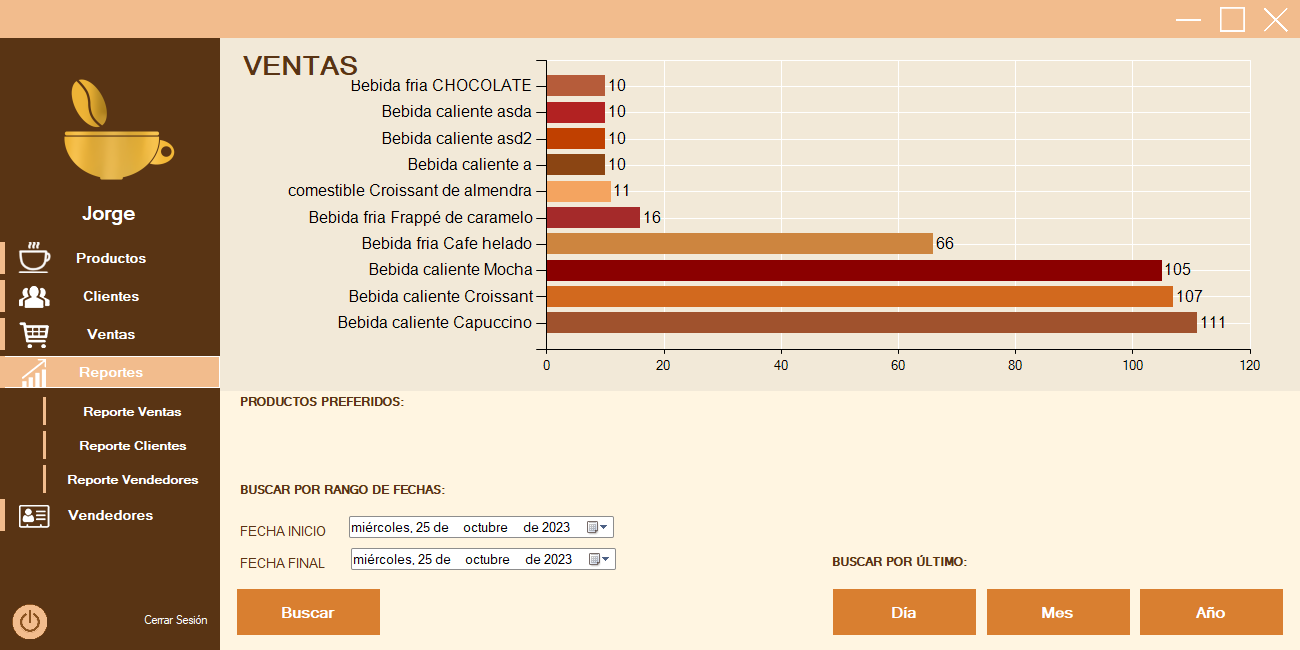 VENTAS
Bebida fria CHOCOLATE 10
Bebida caliente asda 10
Bebida caliente asd2 10
Bebida caliente a 10
comestible Croissant de almendra 11
Bebida fria Frappé de caramelo 16
Bebida fria Cafe helado 66
Bebida caliente Mocha 105
Bebida caliente Croissant 107
Bebida caliente Capuccino 111
0 20 40 60 80 100 120
Jorge
Productos
Clientes
Ventas
Reportes
Reporte Ventas
Reporte Clientes
Reporte Vendedores
Vendedores
Cerrar Sesión
PRODUCTOS PREFERIDOS:
BUSCAR POR RANGO DE FECHAS:
FECHA INICIO miércoles, 25 de octubre de 2023
FECHA FINAL miércoles, 25 de octubre de 2023
Buscar
BUSCAR POR ÚLTIMO:
Día Mes Año